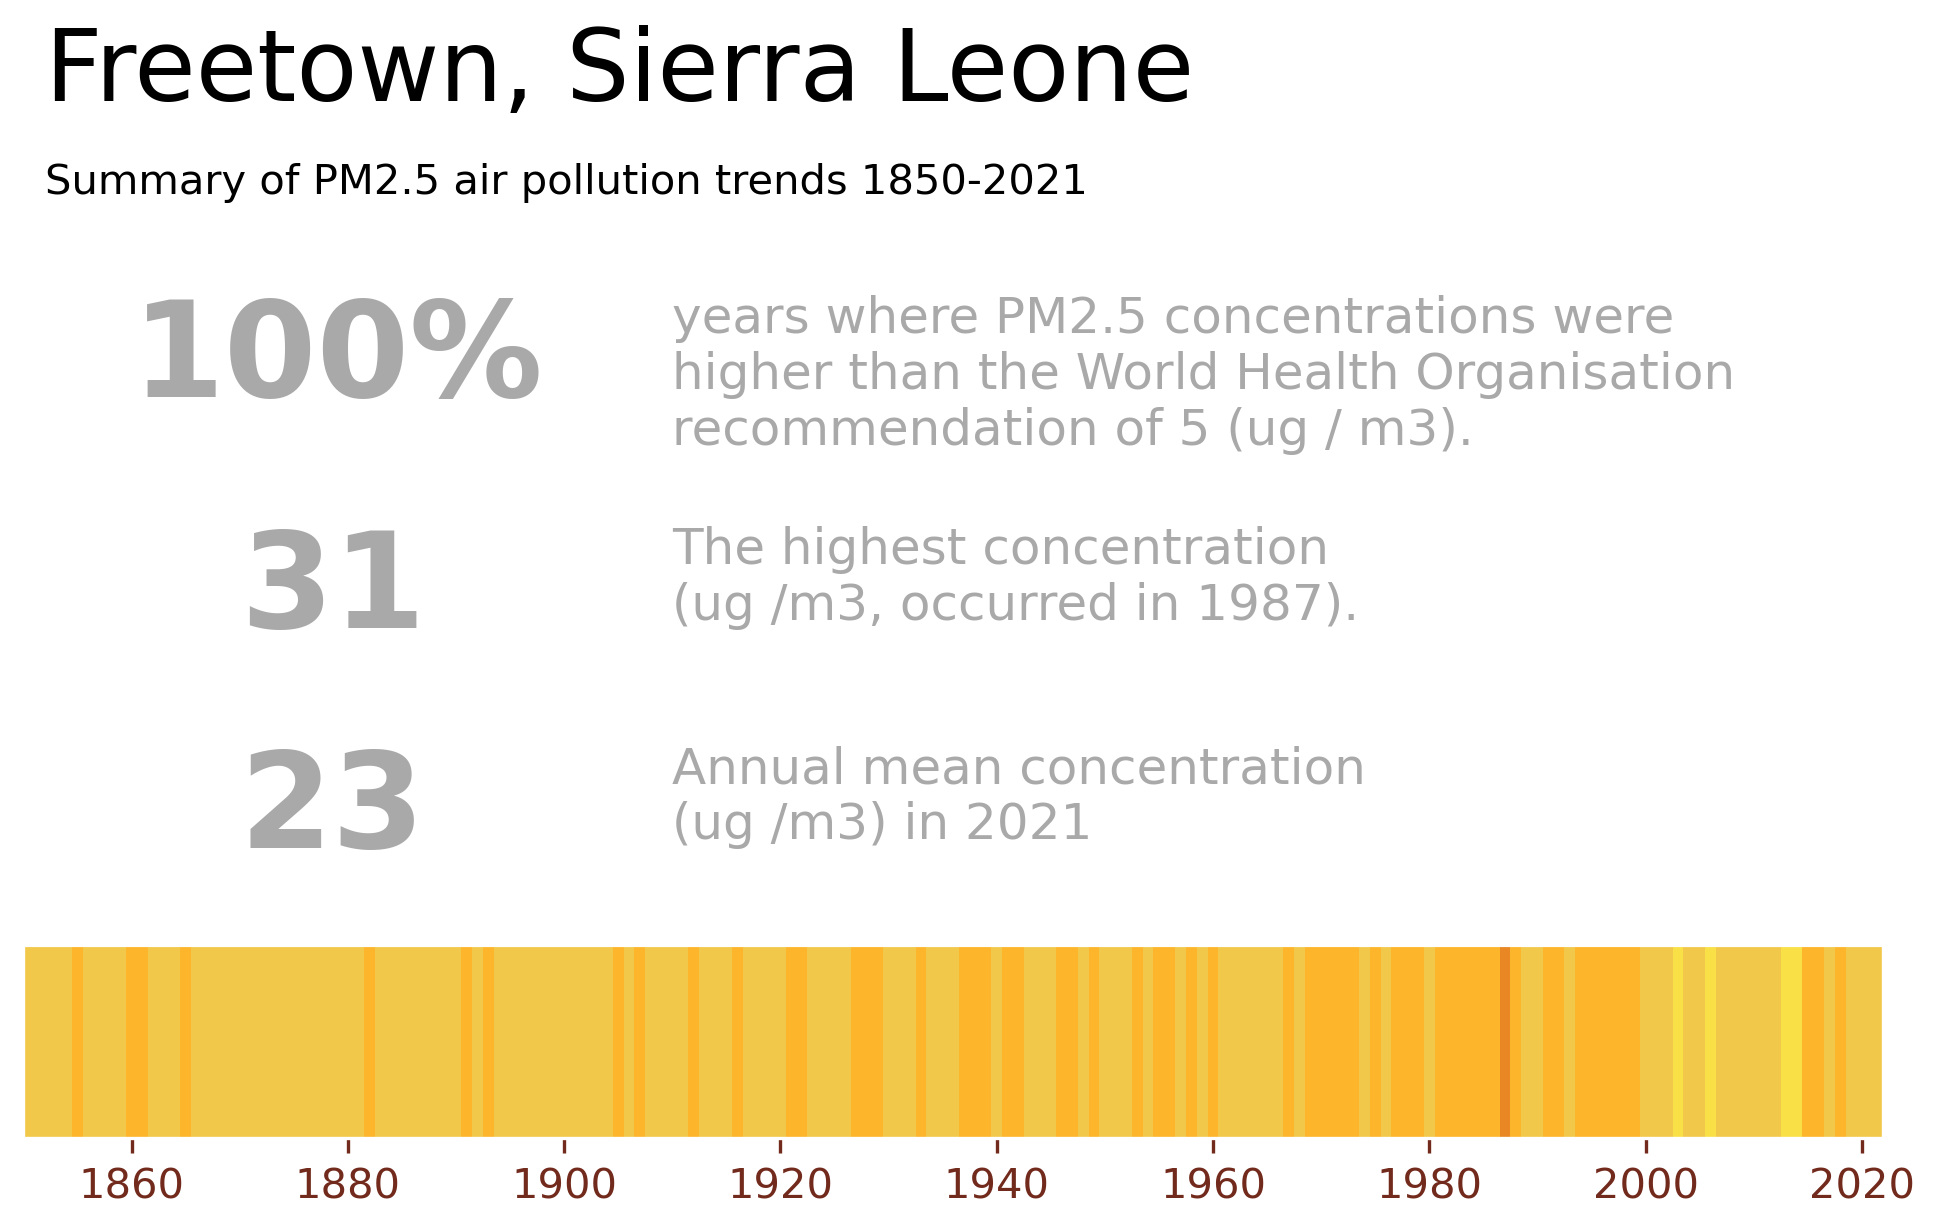 Freetown, Sierra Leone
Summary of PM2.5 air pollution trends 1850-2021
100%
years where PM2.5 concentrations were
higher than the World Health Organisation
recommendation of 5 (ug / m3).
31
The highest concentration
(ug /m3, occurred in 1987).
23
Annual mean concentration
(ug /m3) in 2021
1860 1880 1900 1920 1940 1960 1980 2000 2020